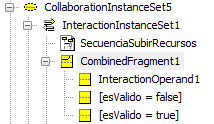 CollaborationInstanceSet5
InteractionInstanceSet1
SecuenciaSubirRecursos
CombinedFragment1
InteractionOperand1
[esValido = false]
[esValido = true]